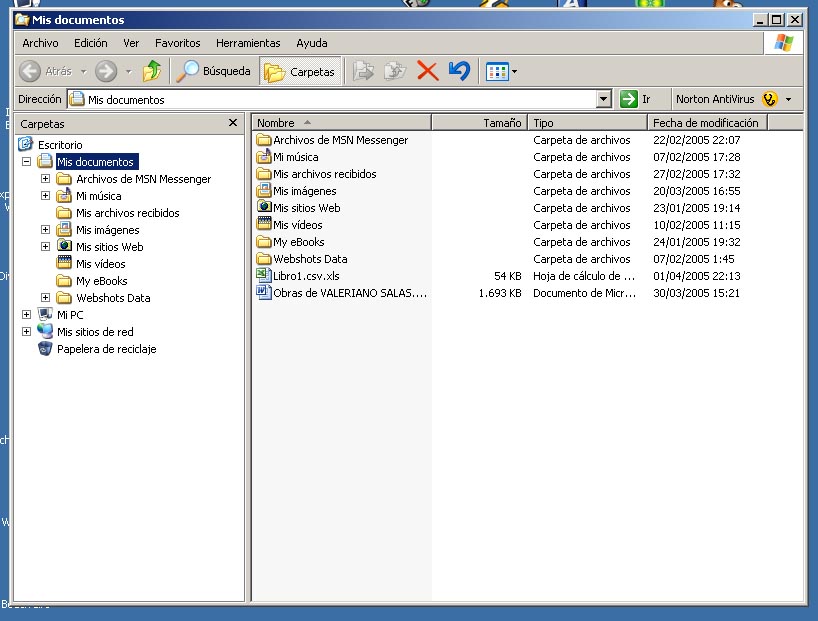 Mis documentos
Archivo Edición Ver Favoritos Herramientas Ayuda
Atrás Búsqueda Carpetas
Dirección Mis documentos Ir Norton AntiVirus
Carpetas
Escritorio
Mis documentos
Archivos de MSN Messenger
Mi música
Mis archivos recibidos
Mis imágenes
Mis sitios Web
Mis vídeos
My eBooks
Webshots Data
Mi PC
Mis sitios de red
Papelera de reciclaje
Nombre Tamaño Tipo Fecha de modificación
Archivos de MSN Messenger Carpeta de archivos 22/02/2005 22:07
Mi música Carpeta de archivos 07/02/2005 17:28
Mis archivos recibidos Carpeta de archivos 27/02/2005 17:32
Mis imágenes Carpeta de archivos 20/03/2005 16:55
Mis sitios Web Carpeta de archivos 23/01/2005 19:14
Mis vídeos Carpeta de archivos 10/02/2005 11:15
My eBooks Carpeta de archivos 24/01/2005 19:32
Webshots Data Carpeta de archivos 07/02/2005 1:45
Libro1.csv.xls 54 KB Hoja de cálculo de ... 01/04/2005 22:13
Obras de VALERIANO SALAS.... 1.693 KB Documento de Micr... 30/03/2005 15:21